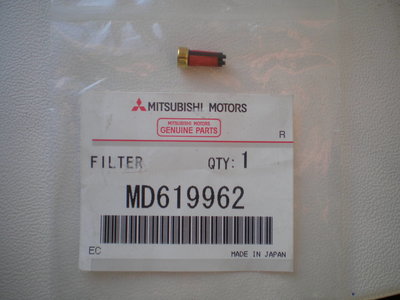 MITSUBISHI MOTORS
MITSUBISHI MOTORS
GENUINE PARTS
R
FILTER QTY: 1
MD619962
EC
MADE IN JAPAN